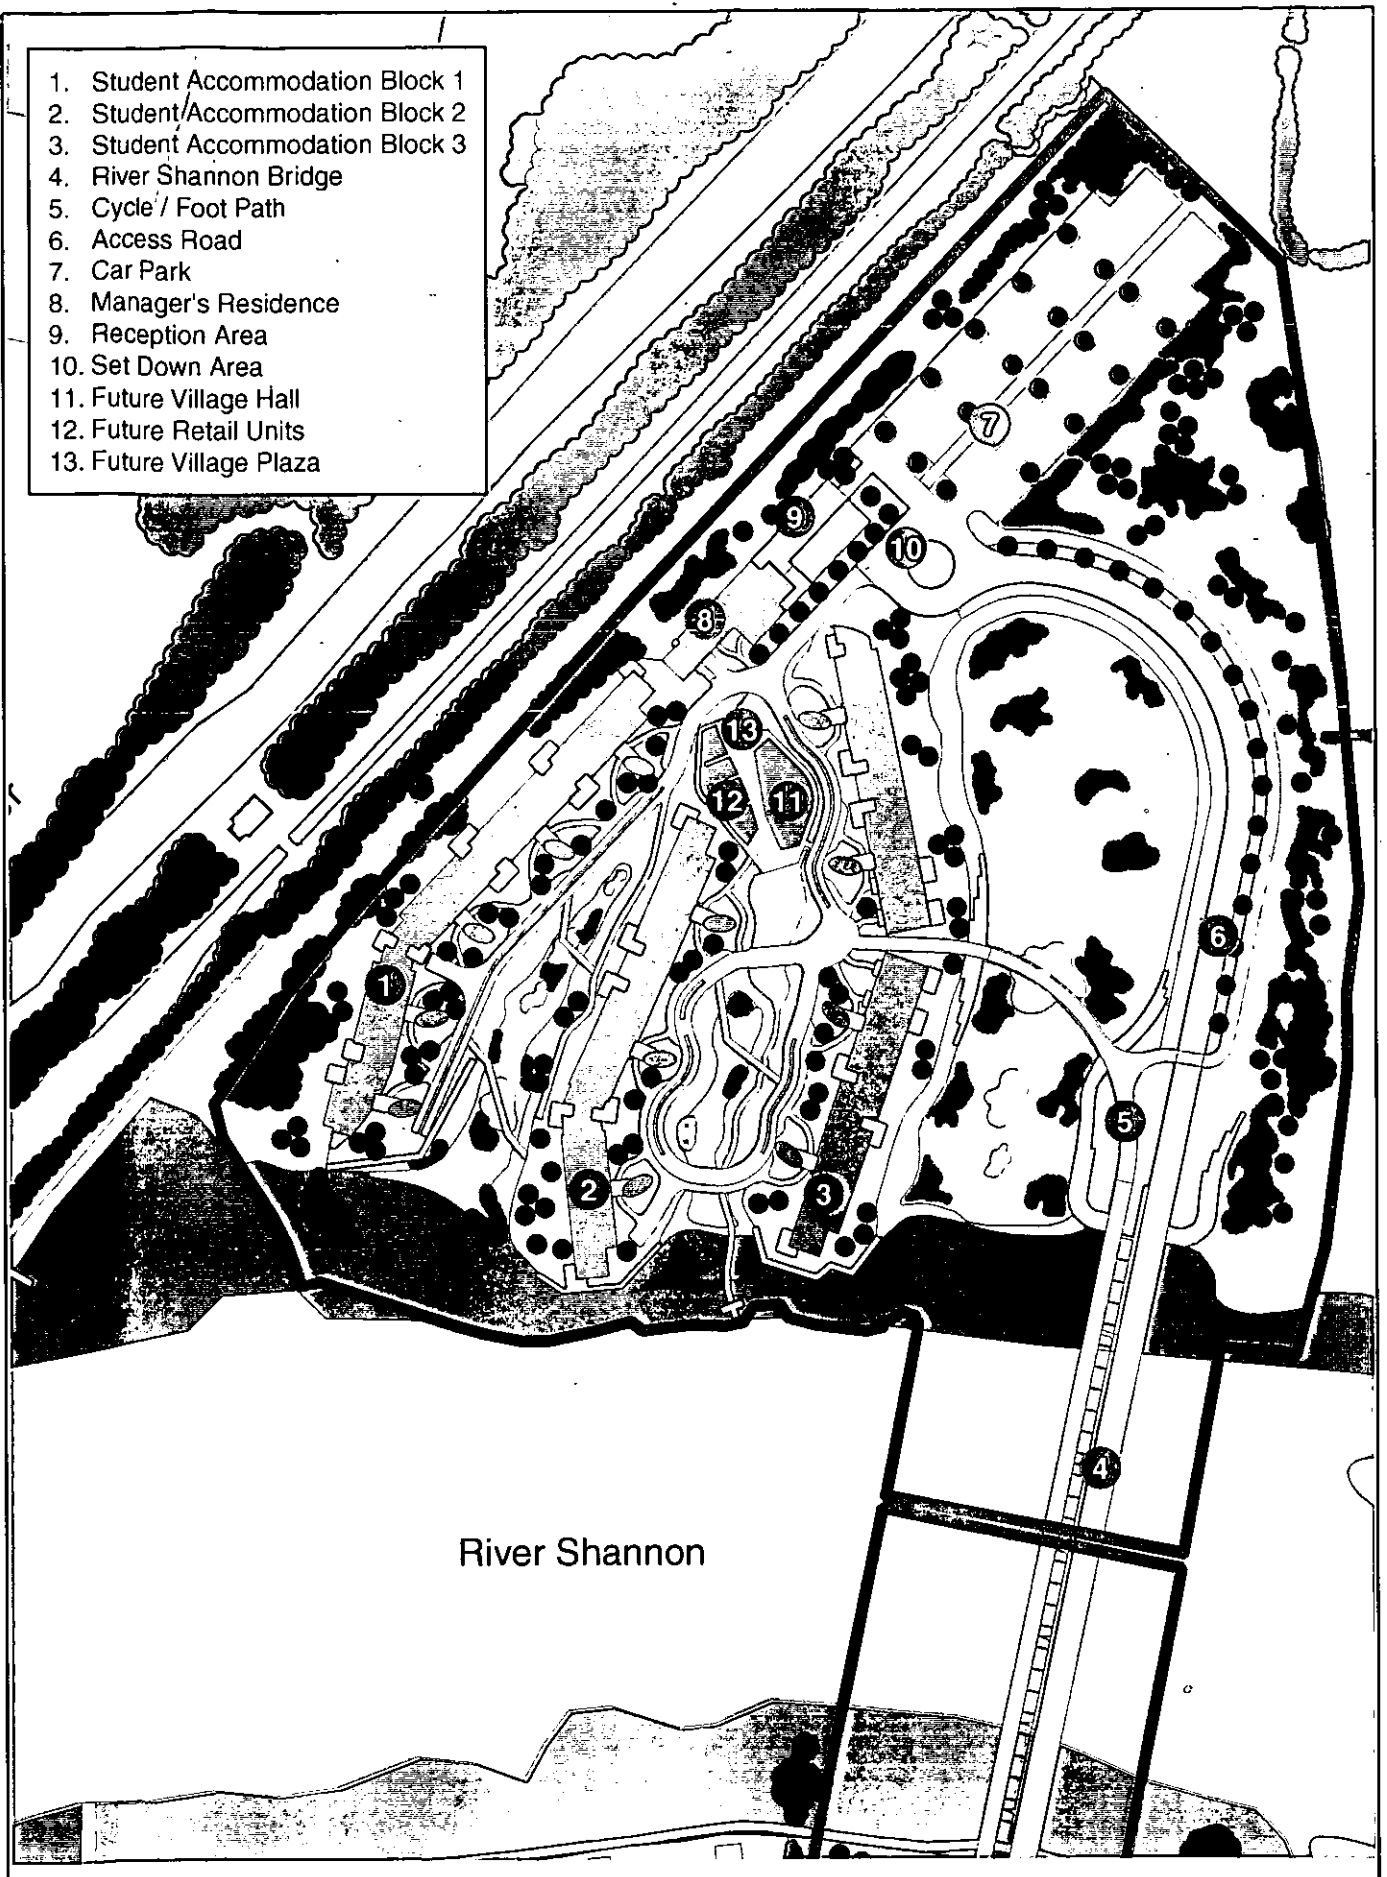 1. Student Accommodation Block 1
2. Student Accommodation Block 2
3. Student Accommodation Block 3
4. River Shannon Bridge
5. Cycle / Foot Path
6. Access Road
7. Car Park
8. Manager's Residence
9. Reception Area
10. Set Down Area
11. Future Village Hall
12. Future Retail Units
13. Future Village Plaza
7
9
10
8
13
12
11
6
1
5
2
3
4
River Shannon